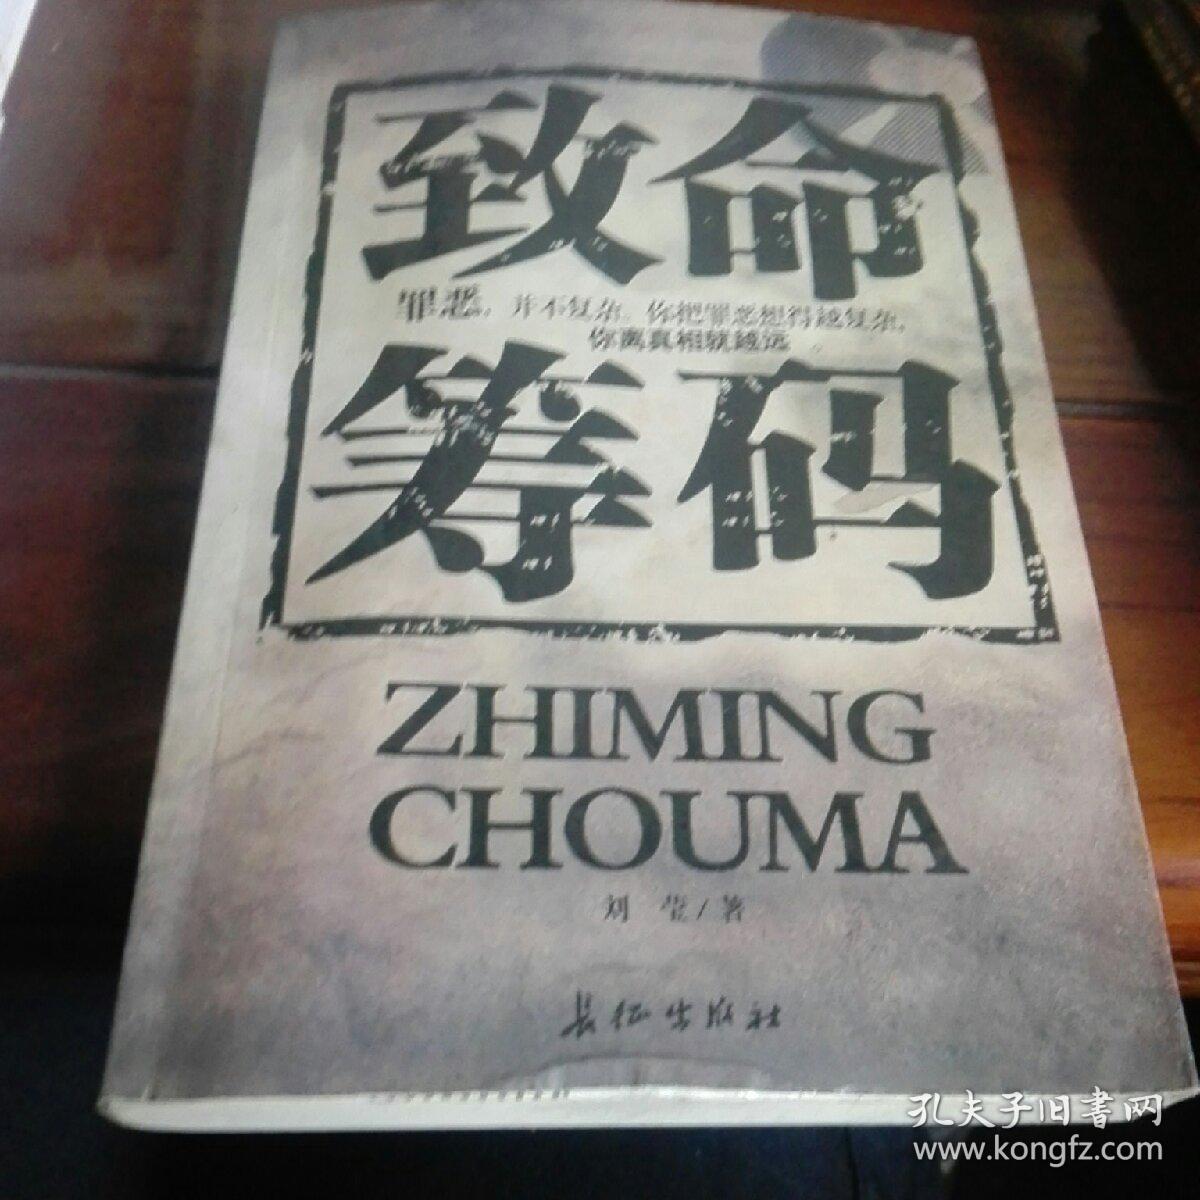 致命
罪恶，并不复杂。你把罪恶想得越复杂，
你离真相就越远。
筹码
ZHIMING
CHOUMA
刘 莹/著
长征出版社
孔夫子旧書网
www.kongfz.com